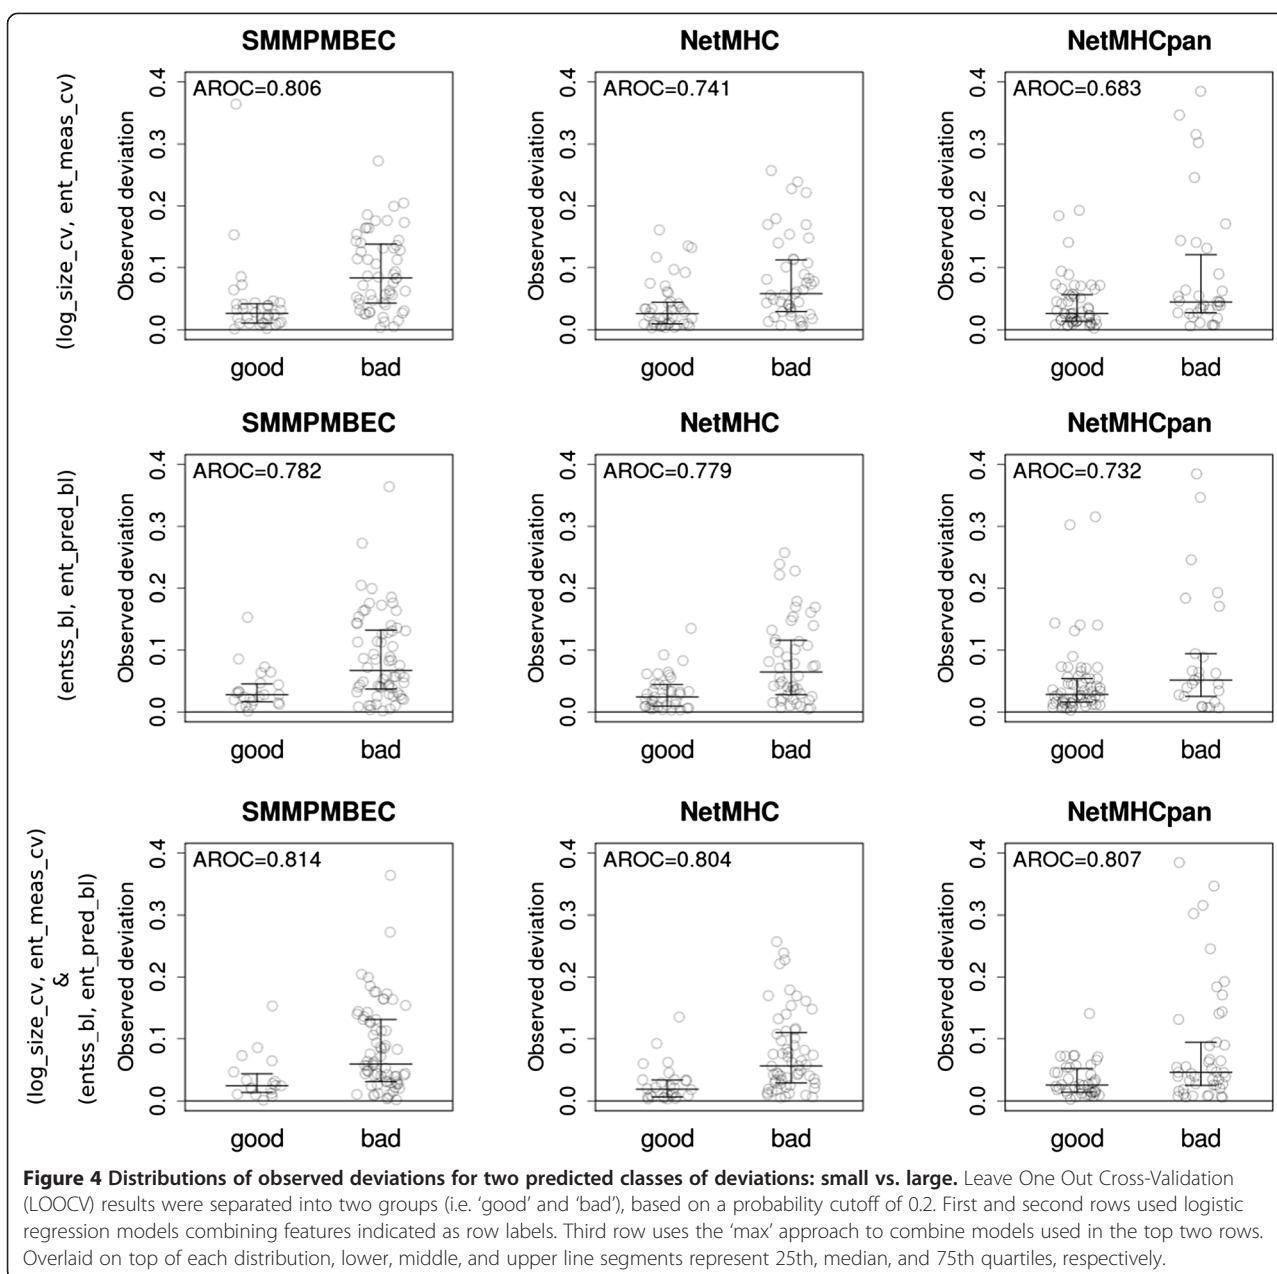 SMMPMBEC
NetMHC
NetMHCpan
(log_size_cv, ent_meas_cv)
Observed deviation
0.0 0.1 0.2 0.3 0.4
AROC=0.806
good bad
Observed deviation
0.0 0.1 0.2 0.3 0.4
AROC=0.741
good bad
Observed deviation
0.0 0.1 0.2 0.3 0.4
AROC=0.683
good bad
SMMPMBEC
NetMHC
NetMHCpan
(entss_bl, ent_pred_bl)
Observed deviation
0.0 0.1 0.2 0.3 0.4
AROC=0.782
good bad
Observed deviation
0.0 0.1 0.2 0.3 0.4
AROC=0.779
good bad
Observed deviation
0.0 0.1 0.2 0.3 0.4
AROC=0.732
good bad
SMMPMBEC
NetMHC
NetMHCpan
(log_size_cv, ent_meas_cv)
&
(entss_bl, ent_pred_bl)
Observed deviation
0.0 0.1 0.2 0.3 0.4
AROC=0.814
good bad
Observed deviation
0.0 0.1 0.2 0.3 0.4
AROC=0.804
good bad
Observed deviation
0.0 0.1 0.2 0.3 0.4
AROC=0.807
good bad
Figure 4 Distributions of observed deviations for two predicted classes of deviations: small vs. large. Leave One Out Cross-Validation
(LOOCV) results were separated into two groups (i.e. ‘good’ and ‘bad’), based on a probability cutoff of 0.2. First and second rows used logistic
regression models combining features indicated as row labels. Third row uses the ‘max’ approach to combine models used in the top two rows.
Overlaid on top of each distribution, lower, middle, and upper line segments represent 25th, median, and 75th quartiles, respectively.